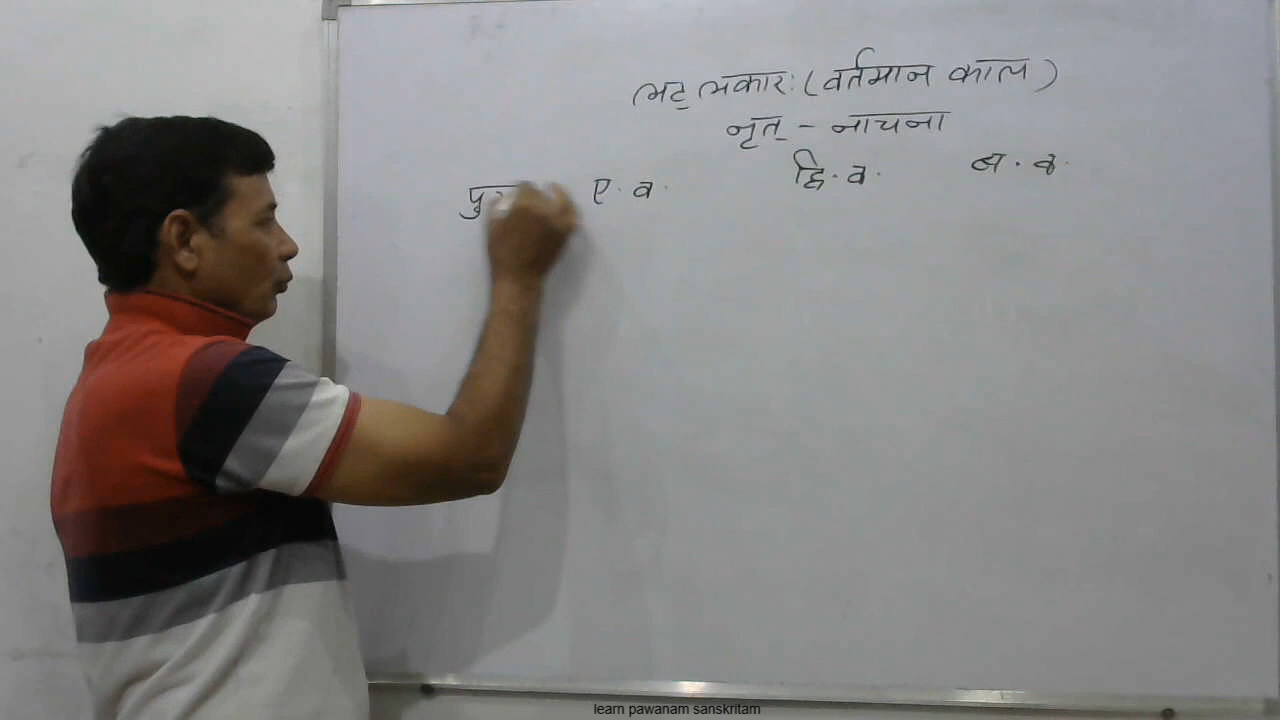 लट् लकारः (वर्तमान काल)
नृत् - नाचना
ए. व. द्वि. व. ब. व.
learn pawanam sanskritam